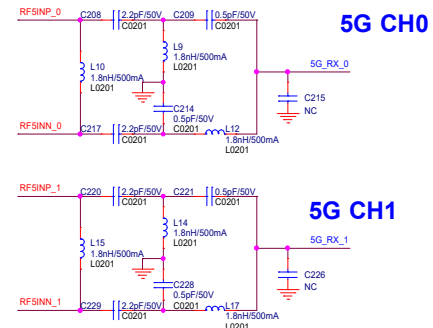 C208 2.2pF/50V C209 0.5pF/50V
RF5INP_0
5G CH0
C0201 C0201
L9
1.8nH/500mA
L0201
L10
1.8nH/500mA
L0201
5G_RX_0
C214
0.5pF/50V
C0201
C215
NC
RF5INN_0
C217 2.2pF/50V L12
C0201 1.8nH/500mA
L0201
RF5INP_1
C220 2.2pF/50V C221 0.5pF/50V
C0201 C0201
5G CH1
L14
1.8nH/500mA
L0201
L15
1.8nH/500mA
L0201
5G_RX_1
C228
0.5pF/50V
C0201
C226
NC
RF5INN_1
C229 2.2pF/50V L17
C0201 1.8nH/500mA
L0201